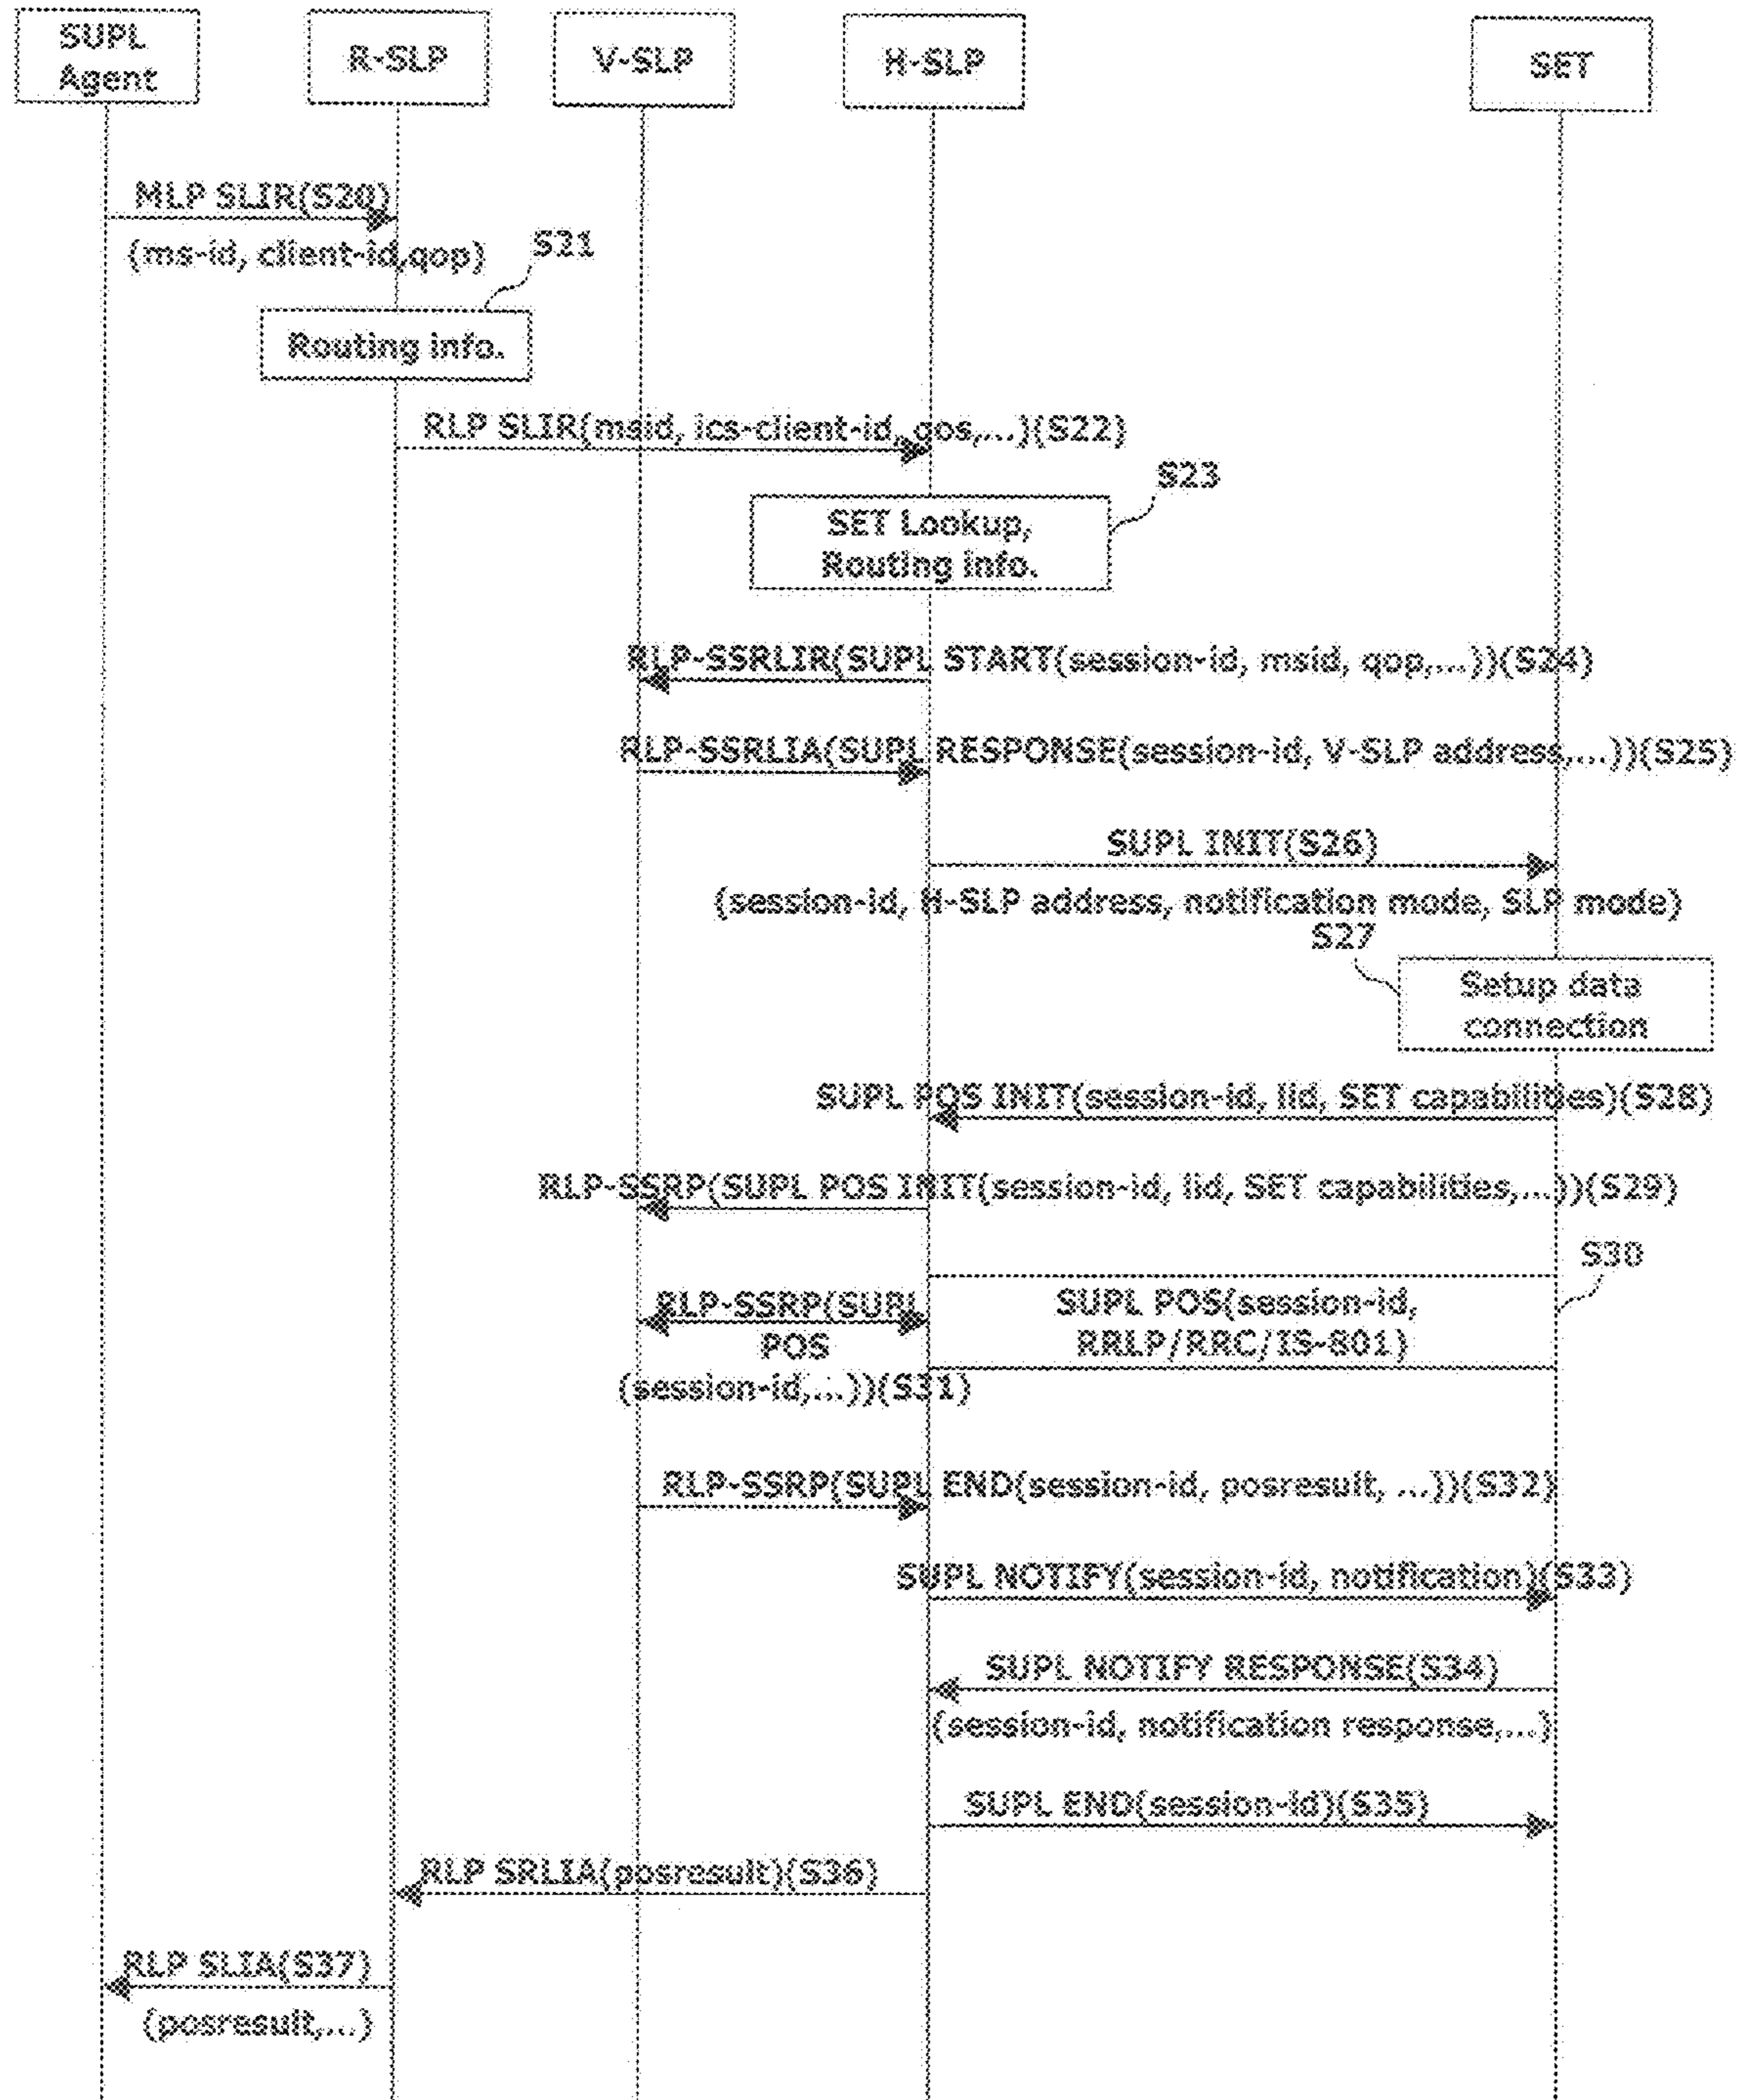 SUPL
Agent
R-SLP
V-SLP
H-SLP
SET
MLP SLIR(S20)
(ms-id, client-id,qop)
S21
Routing info.
RLP SLIR(msid, ics-client-id, qos,...)(S22)
S23
SET Lookup,
Routing info.
RLP-SSRLIR(SUPL START(session-id, msid, qop,...))(S24)
RLP-SSRLIA(SUPL RESPONSE(session-id, V-SLP address,...))(S25)
SUPL INIT(S26)
(session-id, H-SLP address, notification mode, SLP mode)
S27
Setup data
connection
SUPL POS INIT(session-id, lid, SET capabilities)(S28)
RLP-SSRP(SUPL POS INIT(session-id, lid, SET capabilities,...))(S29)
S30
RLP-SSRP(SUPL
POS
(session-id,...))(S31)
SUPL POS(session-id,
RRLP/RRC/IS-801)
RLP-SSRP(SUPL END(session-id, posresult, ...))(S32)
SUPL NOTIFY(session-id, notification)(S33)
SUPL NOTIFY RESPONSE(S34)
(session-id, notification response,...)
SUPL END(session-id)(S35)
RLP SRLIA(posresult)(S36)
RLP SLIA(S37)
(posresult,...)